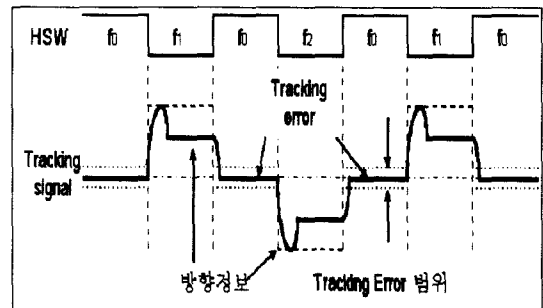 HSW f₀ f₁ f₀ f₂ f₀ f₁ f₀
Tracking
error
Tracking
signal
방향정보
Tracking Error 범위